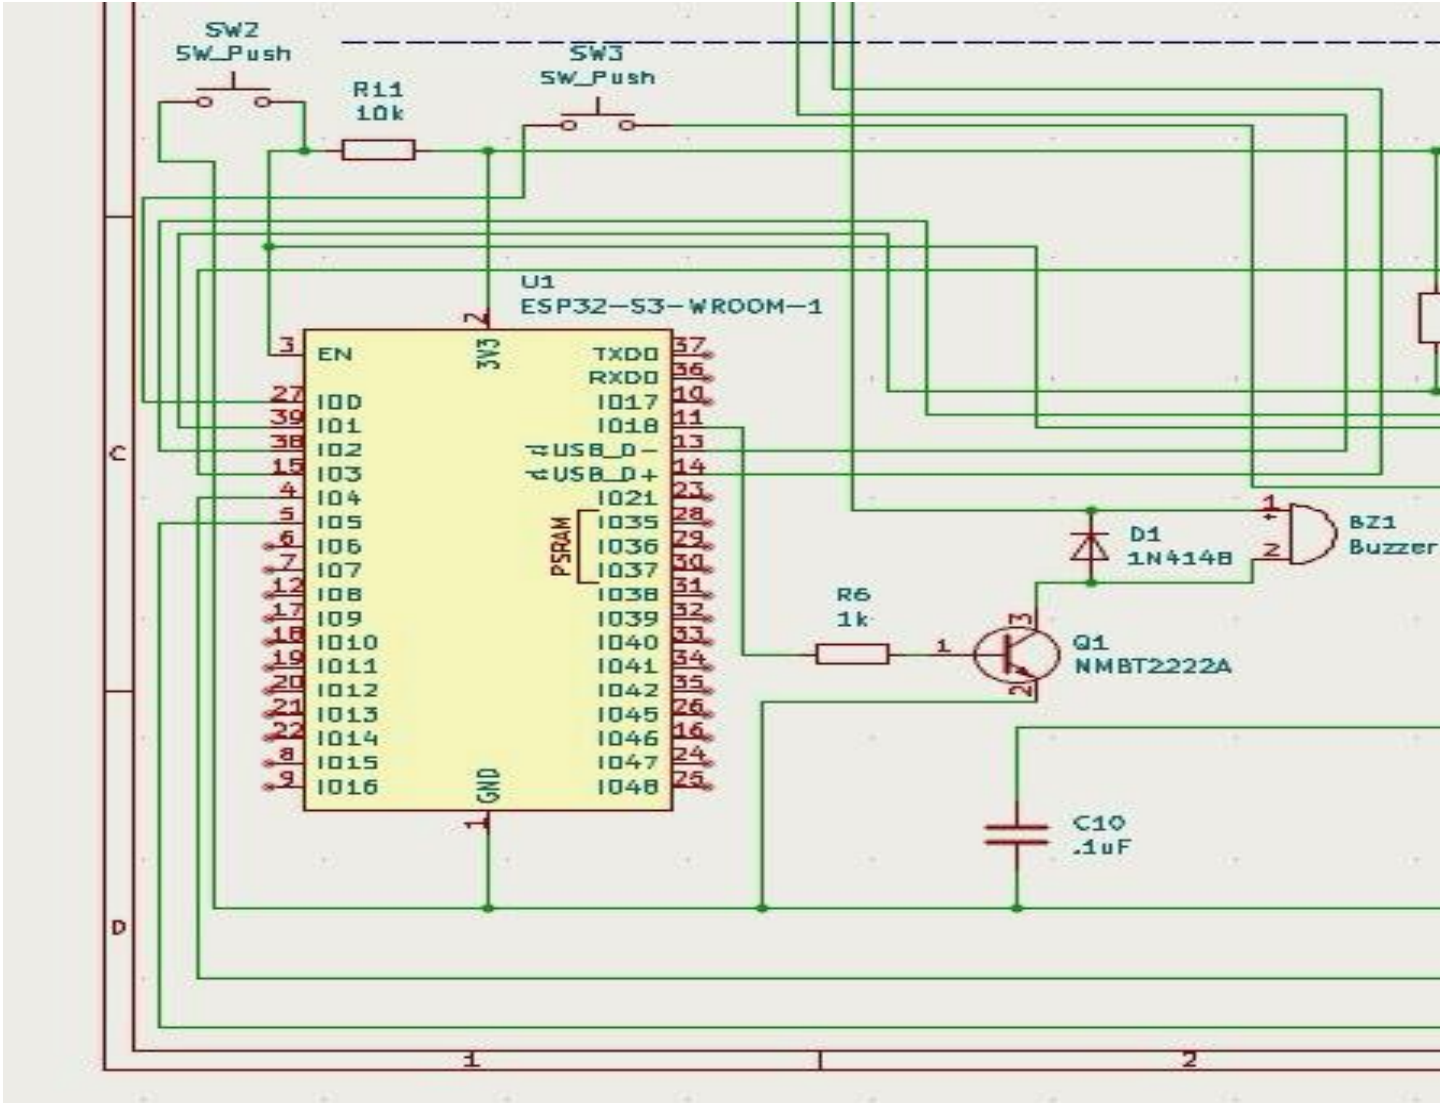 SW2
SW_Push
SW3
SW_Push
R11
10k
U1
ESP32-S3-WROOM-1
2
3V3
3 EN
27 IO0
39 IO1
38 IO2
15 IO3
4 IO4
5 IO5
6 IO6
7 IO7
12 IO8
17 IO9
18 IO10
19 IO11
20 IO12
21 IO13
22 IO14
8 IO15
9 IO16
TXD0 37
RXD0 36
IO17 10
IO18 11
USB_D- 13
USB_D+ 14
IO21 23
IO35 28
IO36 29
IO37 30
IO38 31
IO39 32
IO40 33
IO41 34
IO42 35
IO45 26
IO46 16
IO47 24
IO48 25
PSRAM
GND
1
R6
1k
1
3
2
Q1
NMBT2222A
D1
1N4148
1
+
2
BZ1
Buzzer
C10
.1uF
C
D
1
2